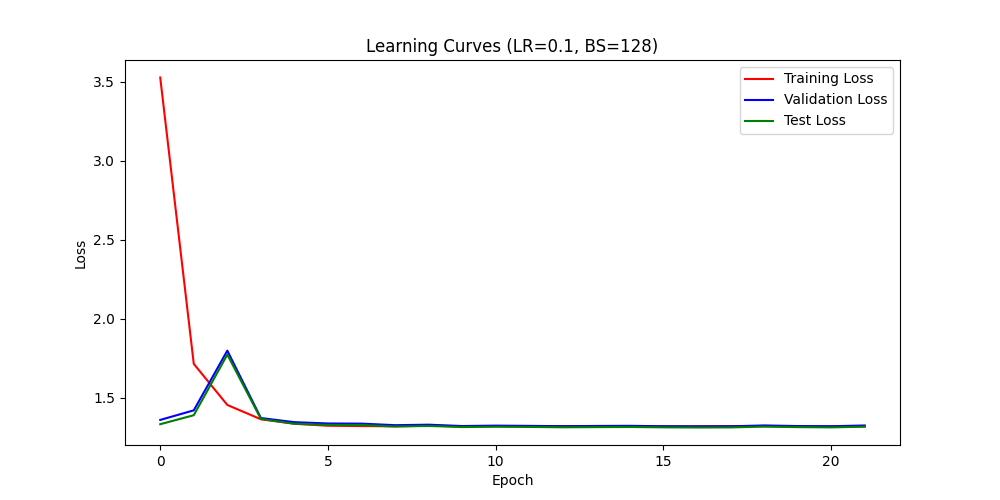 Learning Curves (LR=0.1, BS=128)
Training Loss
Validation Loss
Test Loss
3.5
3.0
2.5
2.0
1.5
Loss
0 5 10 15 20
Epoch